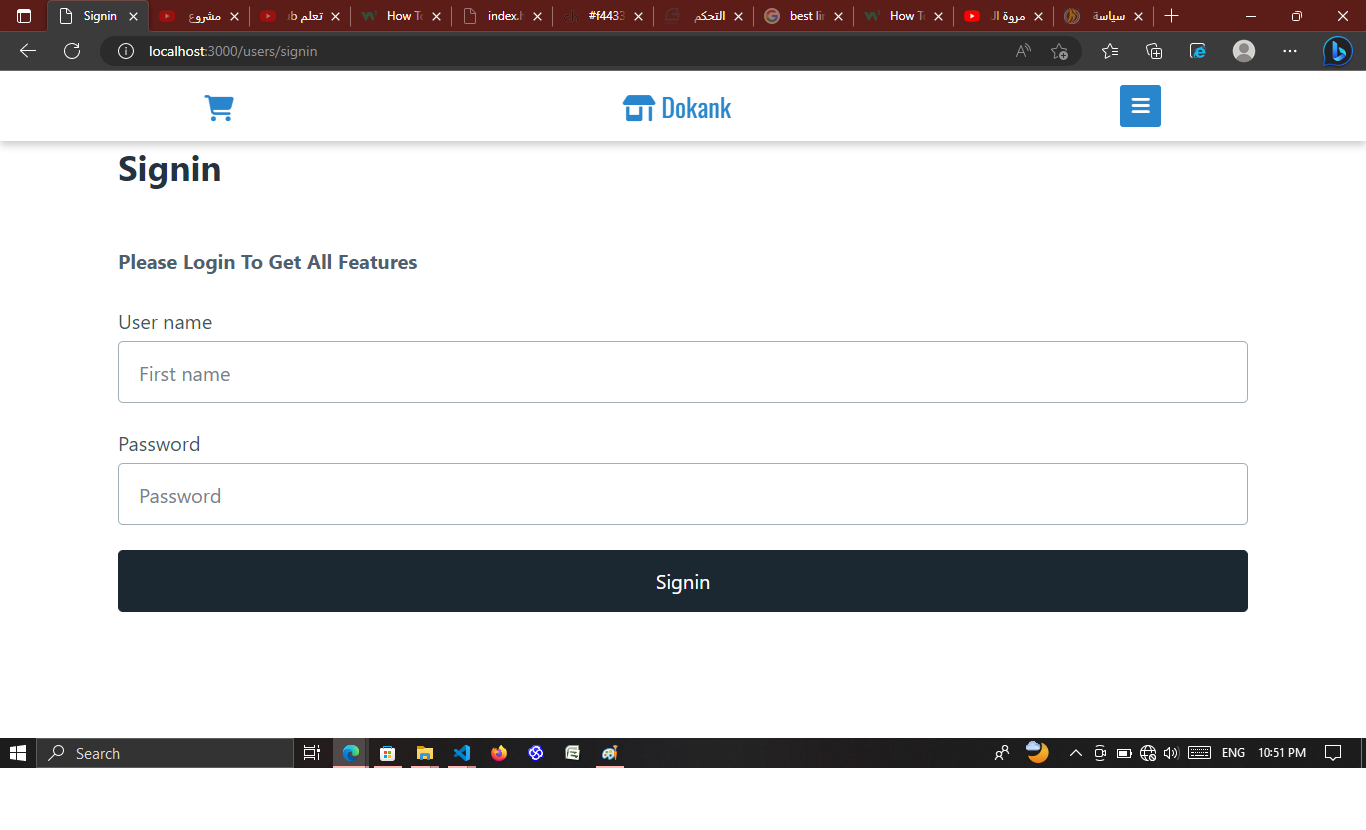 Signin
مشروع
تعلم ub
How To
index.h
#f4433
التحكم
best lin
How To
مروة ال
سياسة
localhost:3000/users/signin
Dokank
Signin
Please Login To Get All Features
User name
First name
Password
Password
Signin
Search
ENG
10:51 PM